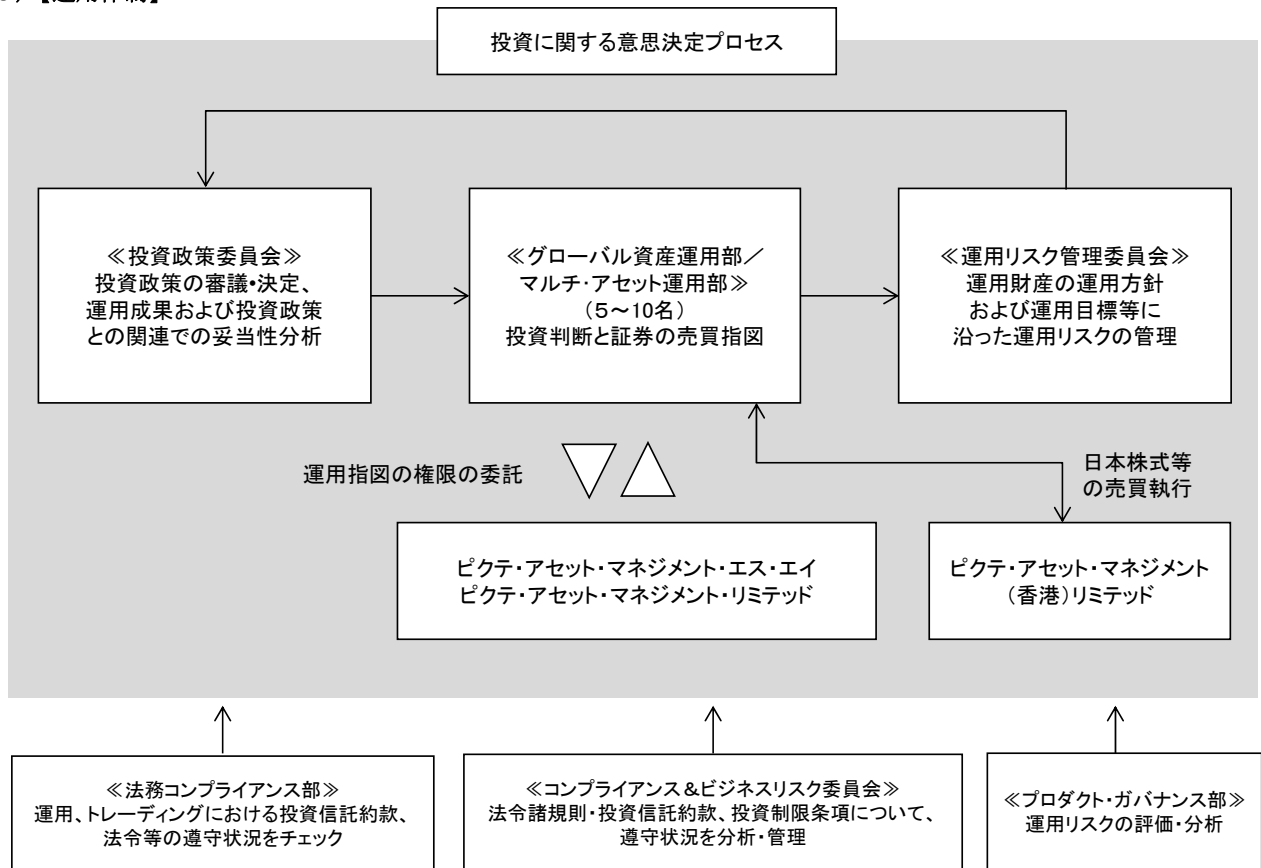 【運用体制】
投資に関する意思決定プロセス
≪投資政策委員会≫
投資政策の審議・決定、
運用成果および投資政策
との関連での妥当性分析
≪グローバル資産運用部／
マルチ・アセット運用部≫
（5～10名）
投資判断と証券の売買指図
≪運用リスク管理委員会≫
運用財産の運用方針
および運用目標等に
沿った運用リスクの管理
運用指図の権限の委託
日本株式等
の売買執行
ピクテ・アセット・マネジメント・エス・エイ
ピクテ・アセット・マネジメント・リミテッド
ピクテ・アセット・マネジメント
（香港）リミテッド
≪法務コンプライアンス部≫
運用、トレーディングにおける投資信託約款、
法令等の遵守状況をチェック
≪コンプライアンス＆ビジネスリスク委員会≫
法令諸規則・投資信託約款、投資制限条項について、
遵守状況を分析・管理
≪プロダクト・ガバナンス部≫
運用リスクの評価・分析